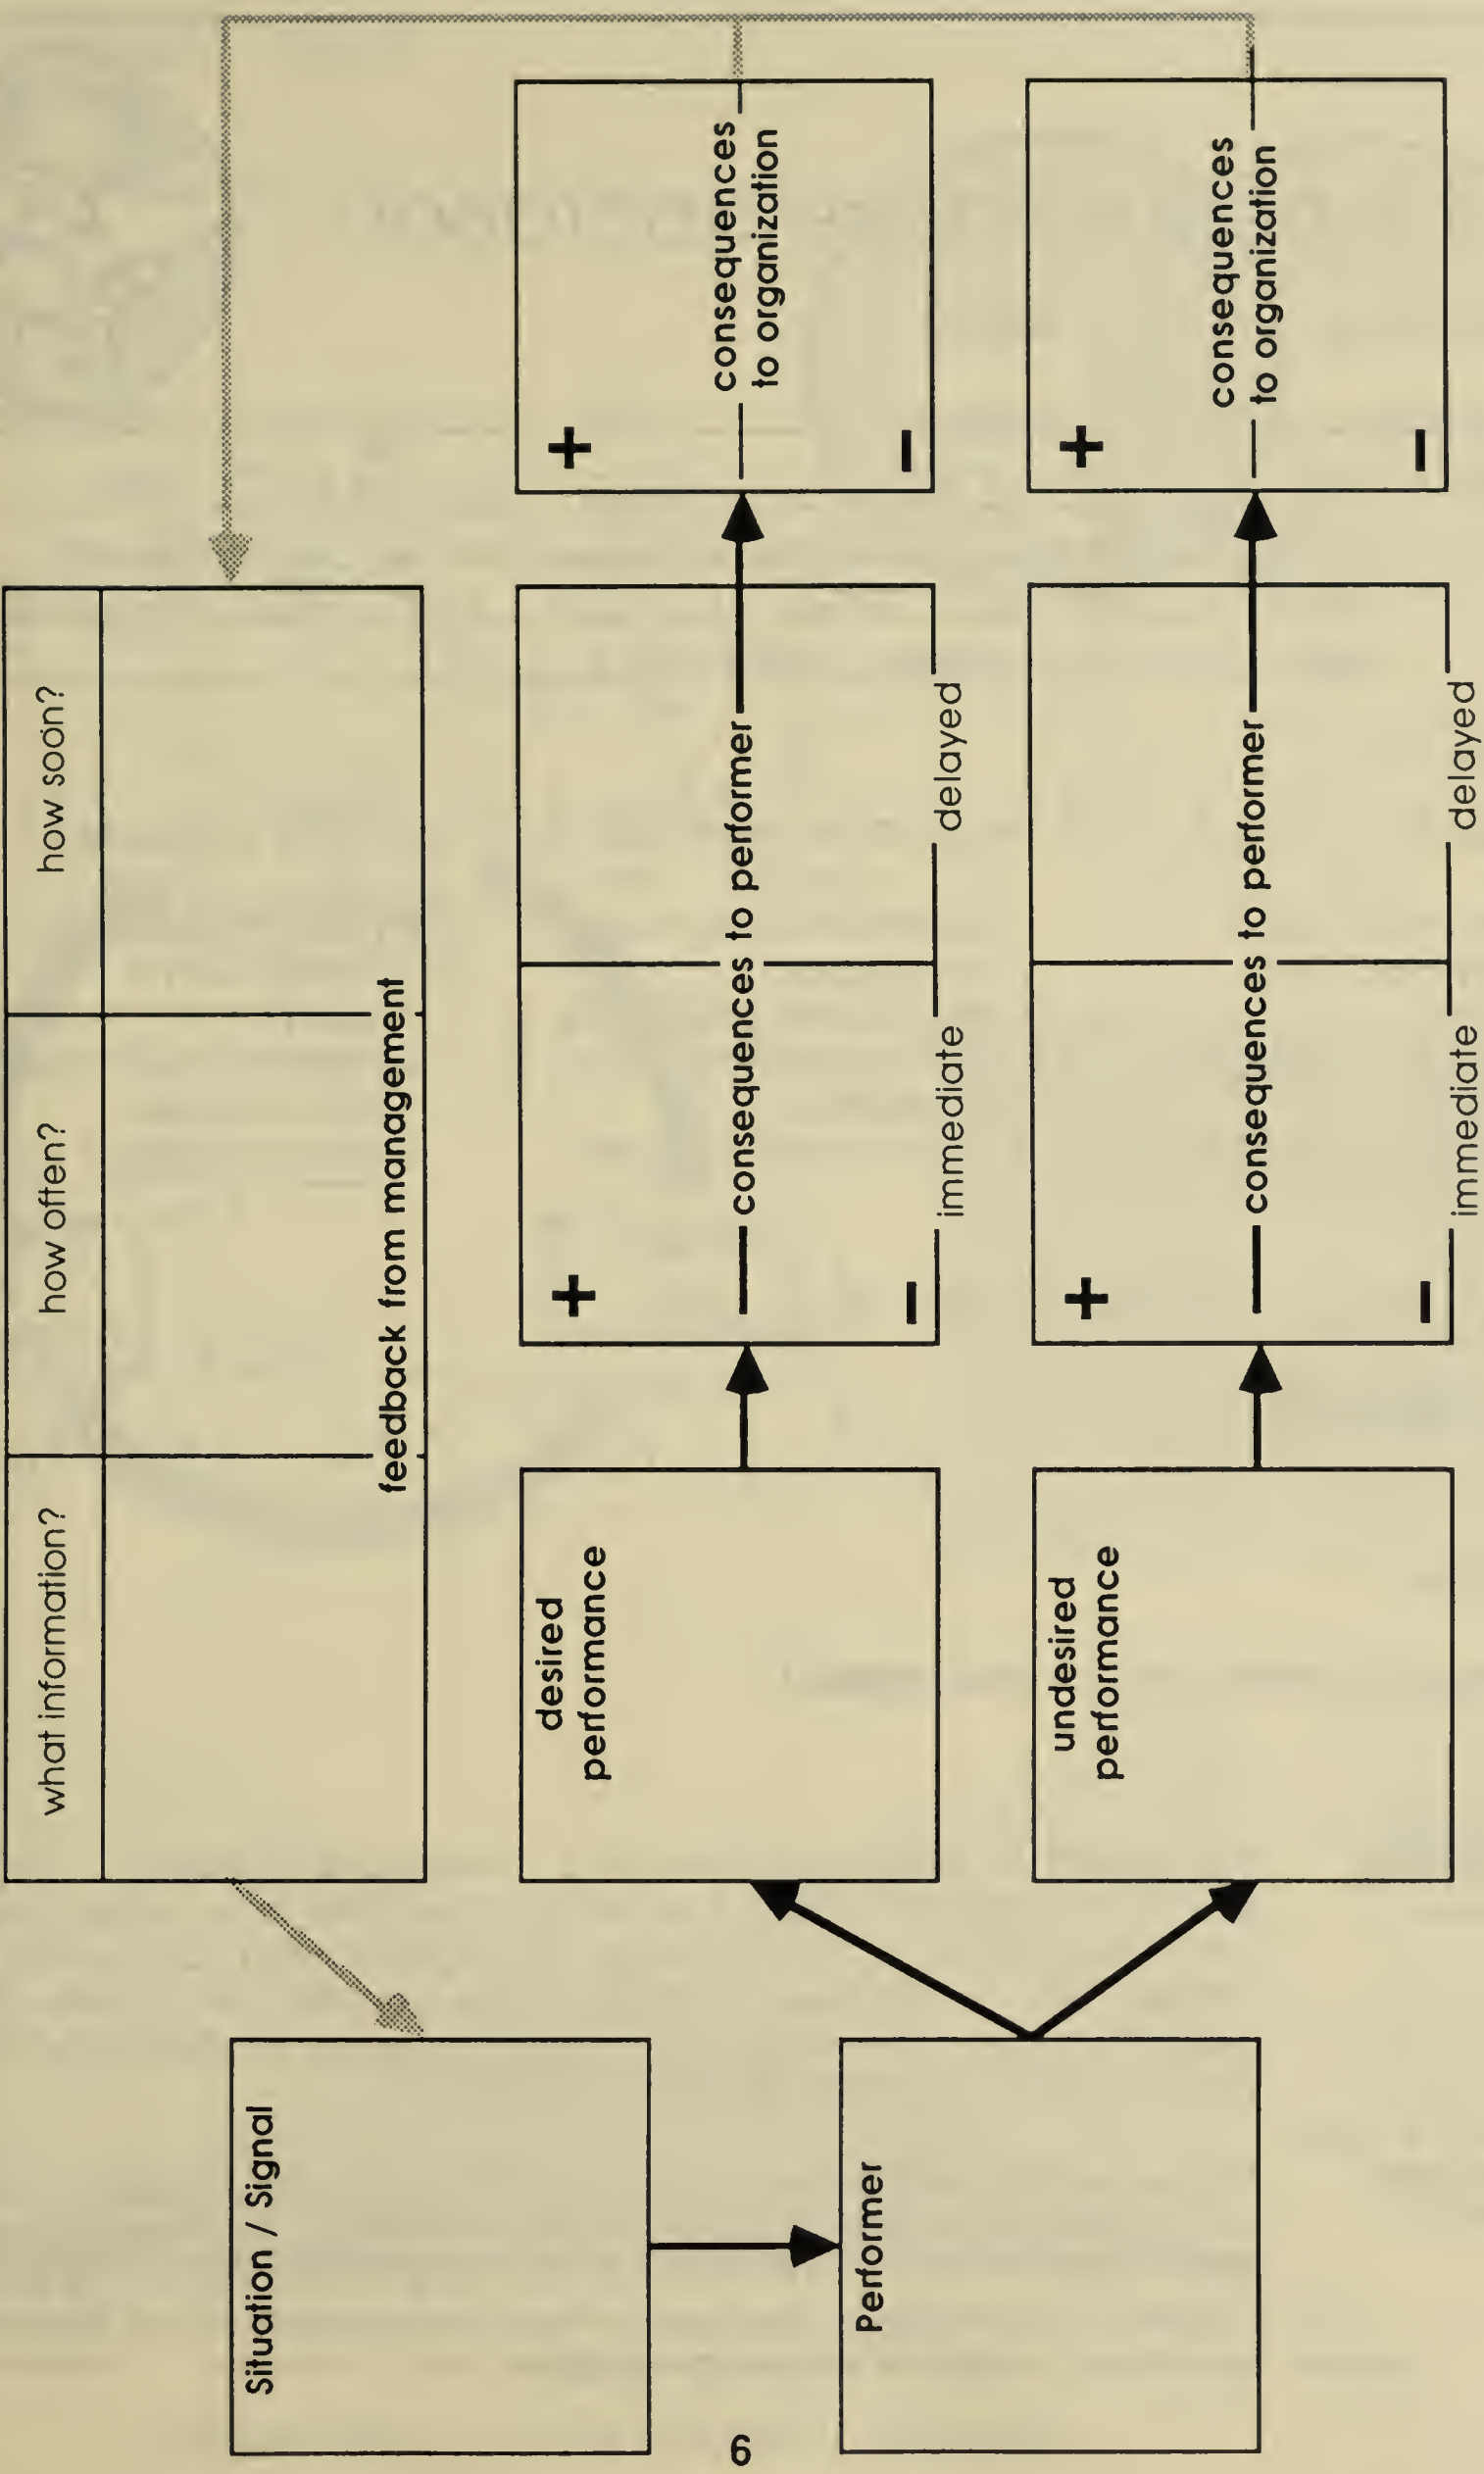 what information?
how often?
how soon?
feedback from management
Situation / Signal
desired
performance
+
consequences to performer
−
immediate
delayed
+
consequences
to organization
−
Performer
undesired
performance
+
consequences to performer
−
immediate
delayed
+
consequences
to organization
−
6